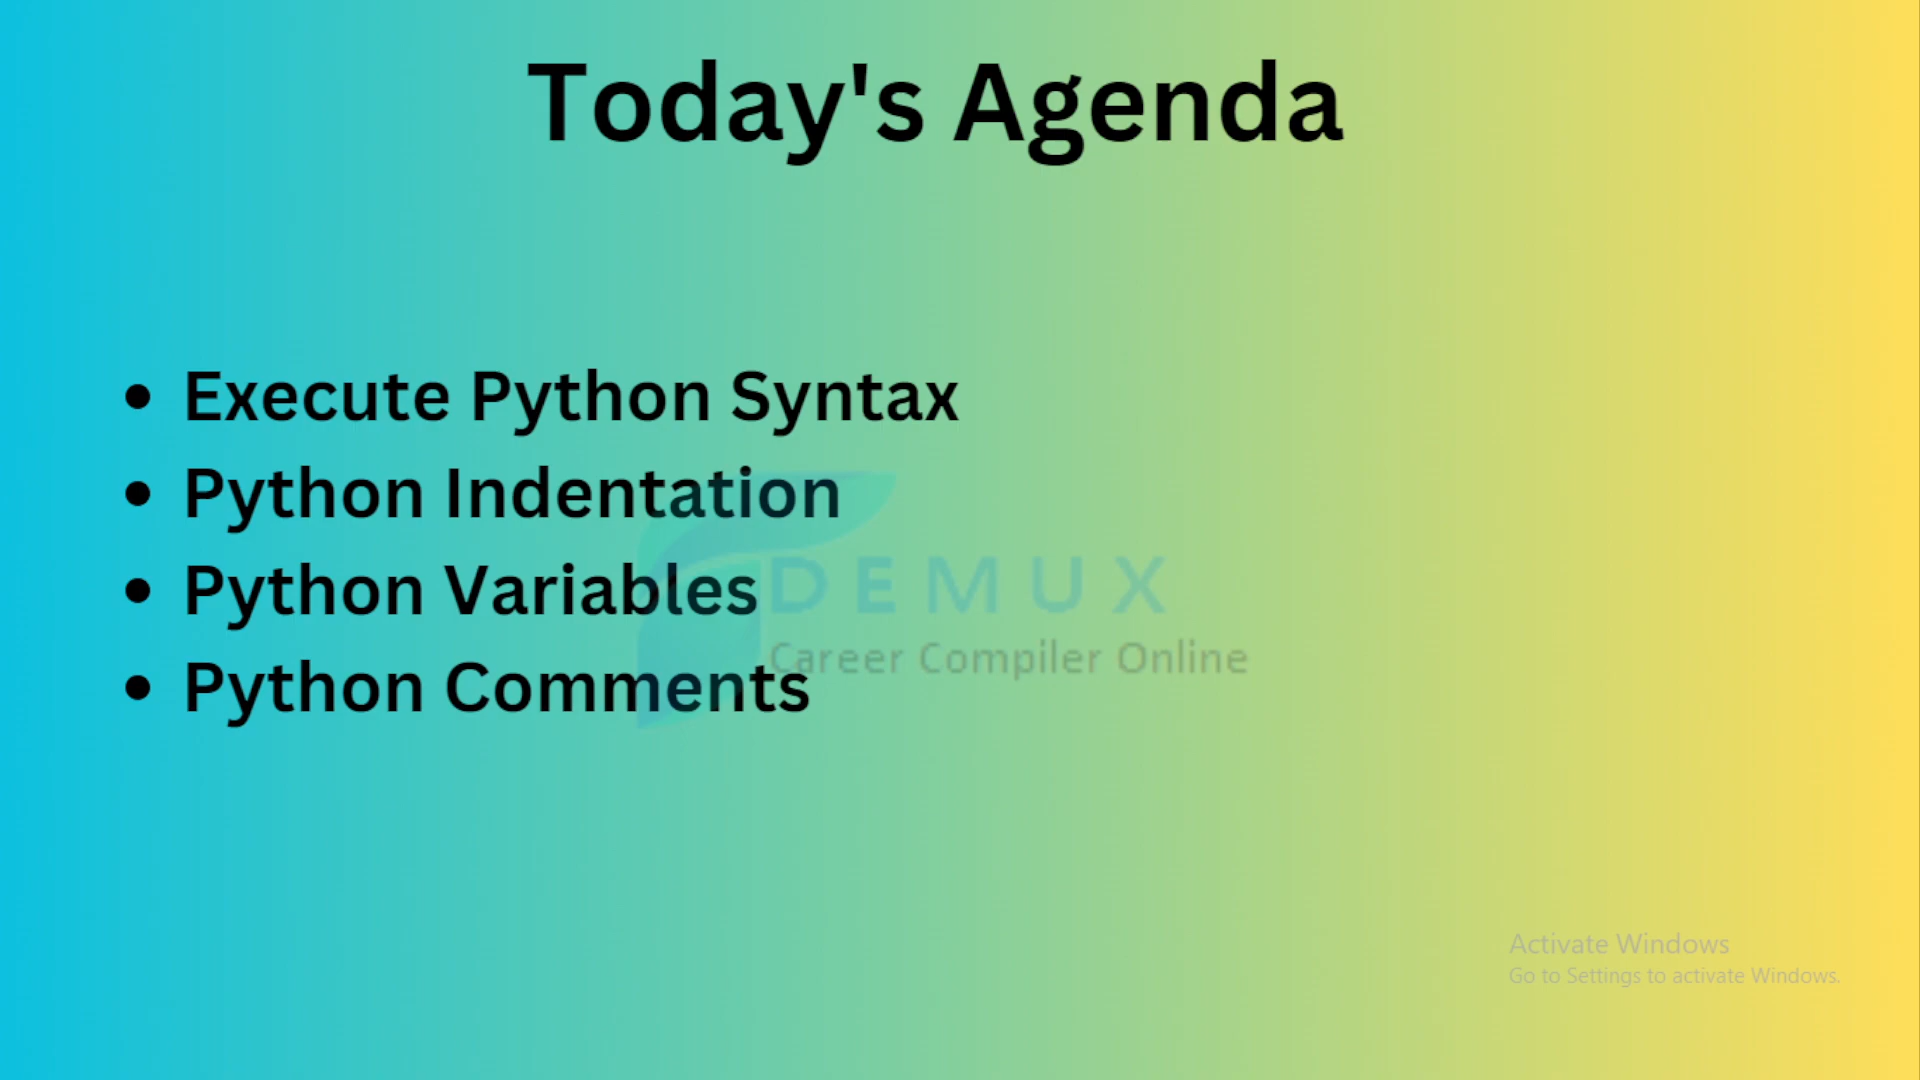 Today's Agenda
• Execute Python Syntax
• Python Indentation
• Python Variables
• Python Comments
DEMUX
Career Compiler Online
Activate Windows
Go to Settings to activate Windows.